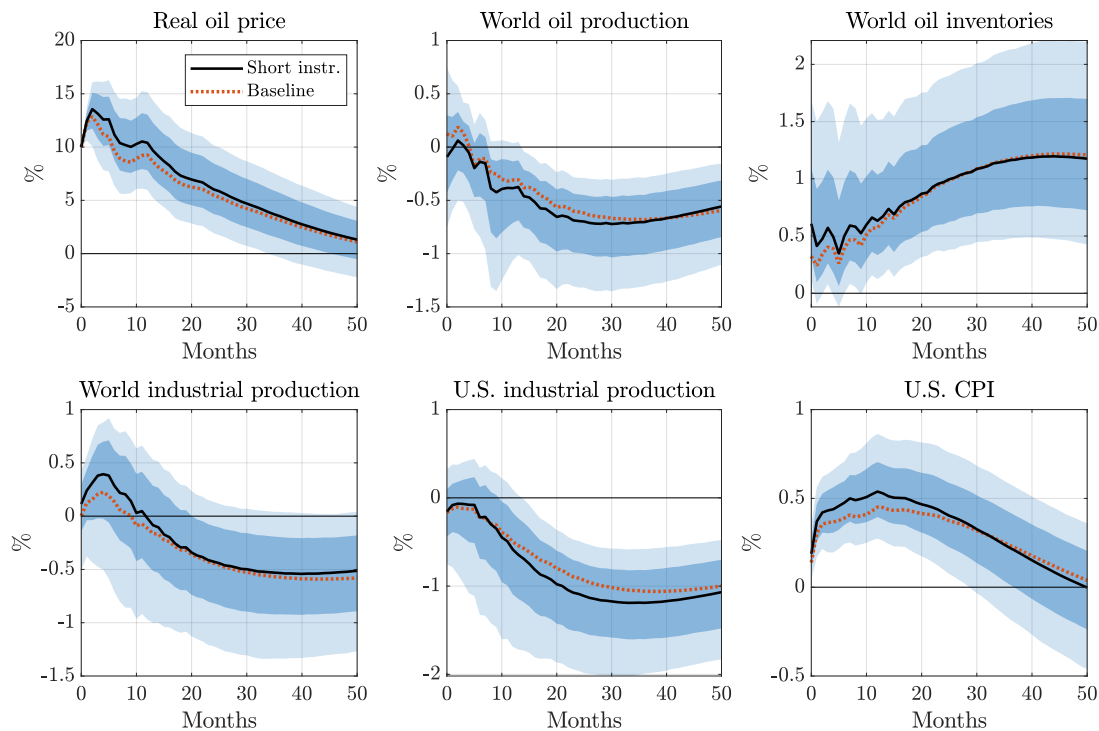 Real oil price
World oil production
World oil inventories
20
15
10
5
0
-5
%
0 10 20 30 40 50
Months
Short instr.
Baseline
1
0.5
0
-0.5
-1
-1.5
%
0 10 20 30 40 50
Months
2
1.5
1
0.5
0
%
0 10 20 30 40 50
Months
World industrial production
U.S. industrial production
U.S. CPI
1
0.5
0
-0.5
-1
-1.5
%
0 10 20 30 40 50
Months
1
0
-1
-2
%
0 10 20 30 40 50
Months
1
0.5
0
-0.5
%
0 10 20 30 40 50
Months